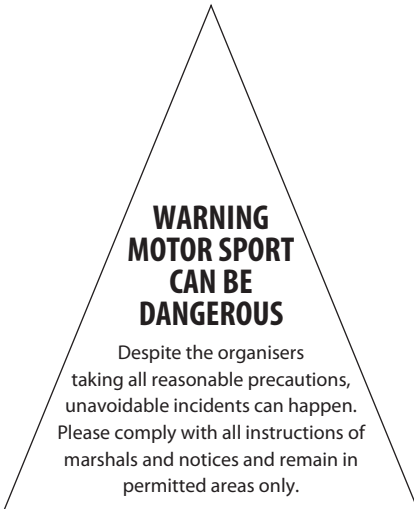 WARNING
MOTOR SPORT
CAN BE
DANGEROUS
Despite the organisers
taking all reasonable precautions,
unavoidable incidents can happen.
Please comply with all instructions of
marshals and notices and remain in
permitted areas only.